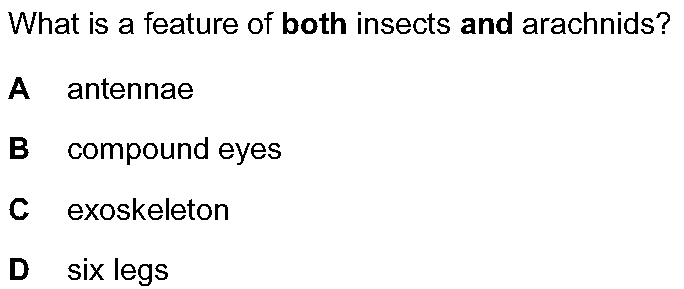 What is a feature of both insects and arachnids?
A antennae
B compound eyes
C exoskeleton
D six legs